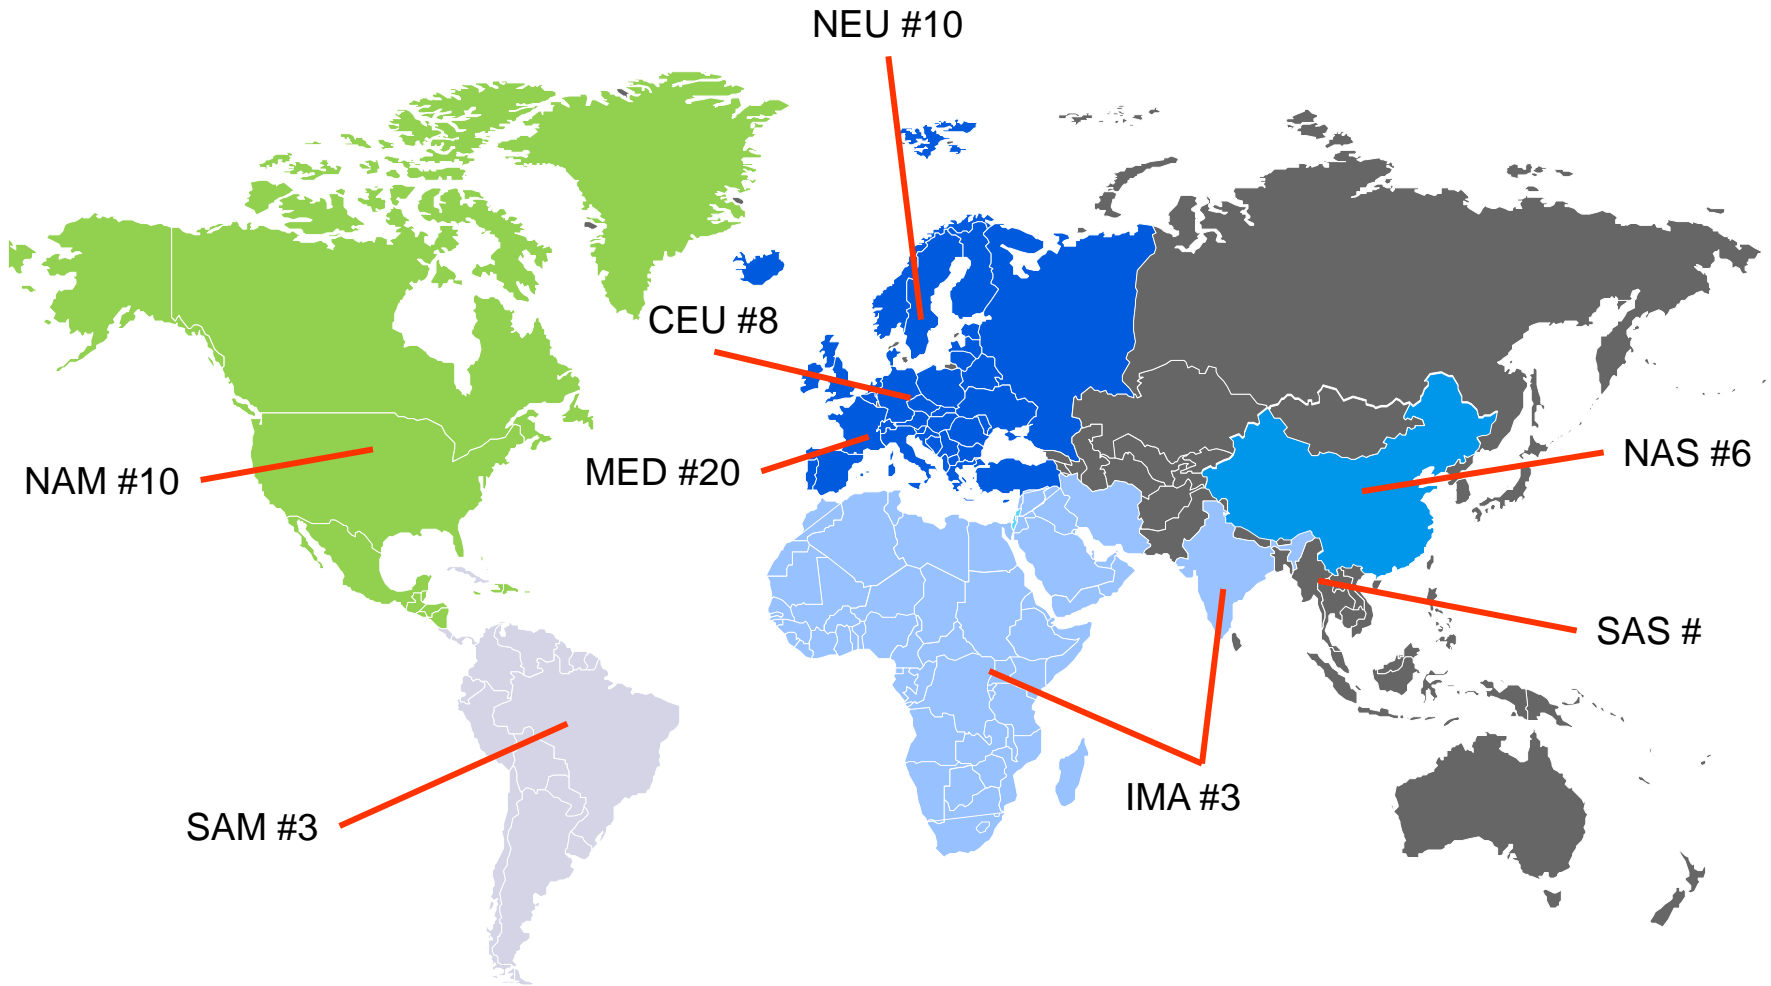 NEU #10
CEU #8
MED #20
NAM #10
NAS #6
SAS #
IMA #3
SAM #3